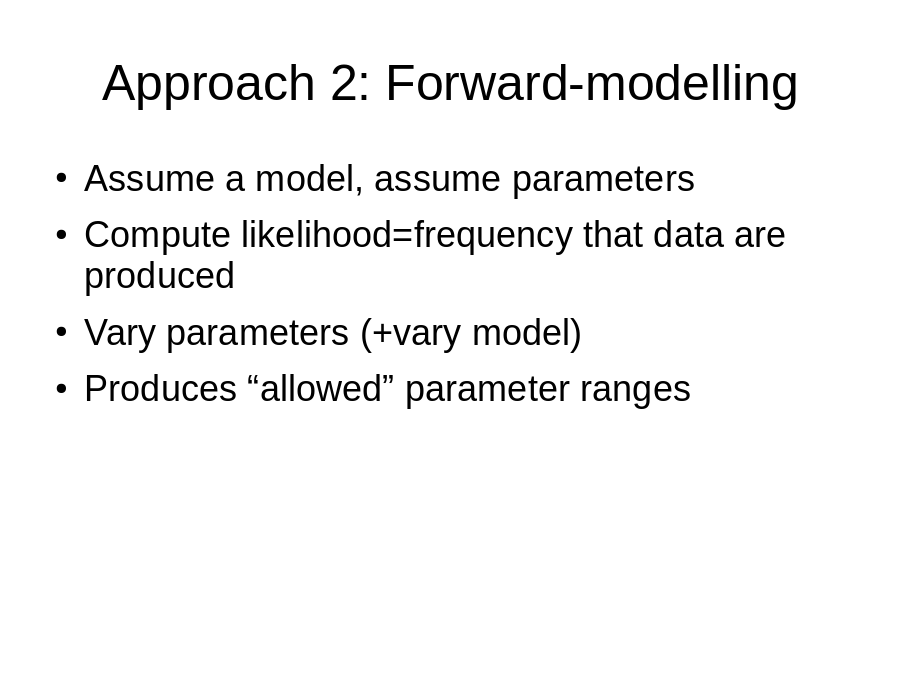 Approach 2: Forward-modelling
• Assume a model, assume parameters
• Compute likelihood=frequency that data are
produced
• Vary parameters (+vary model)
• Produces “allowed” parameter ranges